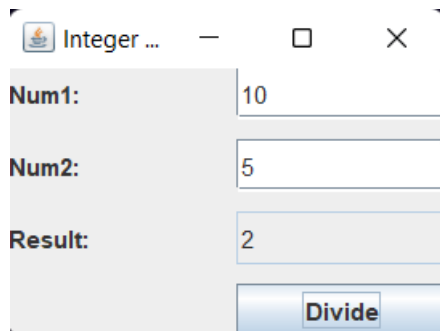 Integer ...
Num1: 10
Num2: 5
Result: 2
Divide